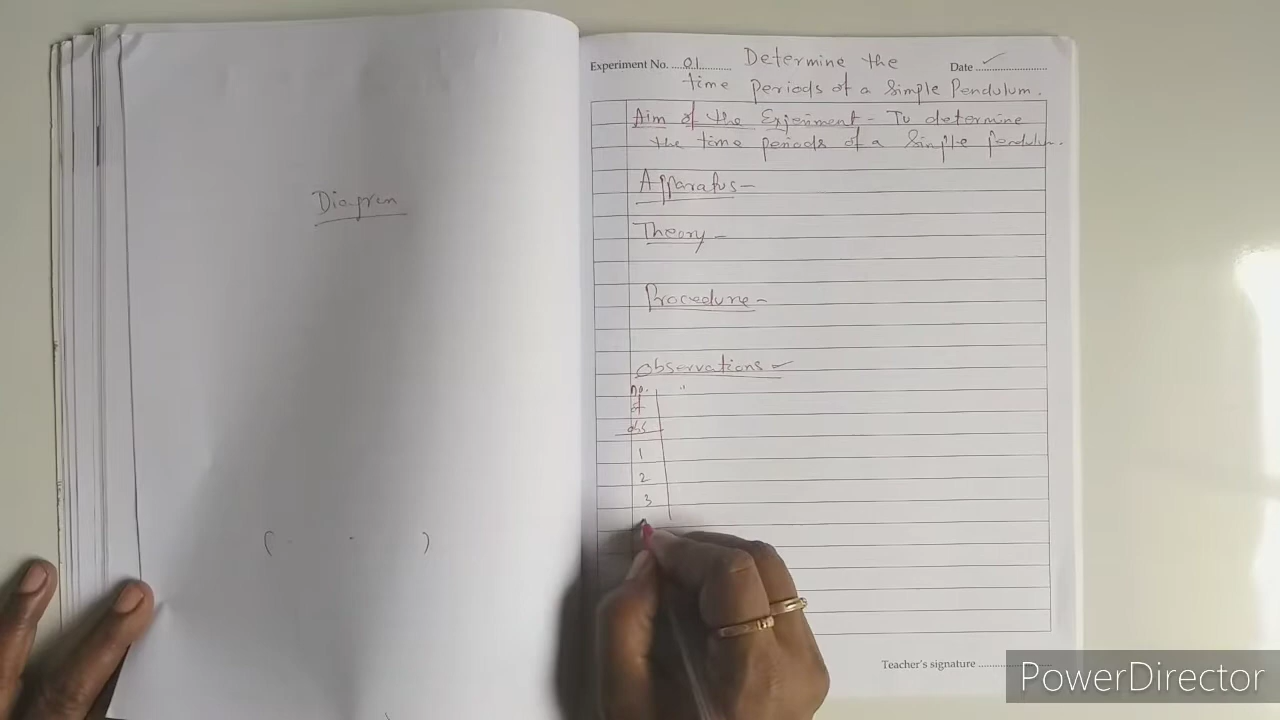 Diagram
( . . )
Experiment No. 01 Determine the Date
time periods of a Simple Pendulum.
Aim of the Experiment - To determine
the time periods of a Simple pendulum.
Apparatus -
Theory -
Procedure -
Observations -
no. "
of
obs
1
2
3
Teacher's signature
PowerDirector